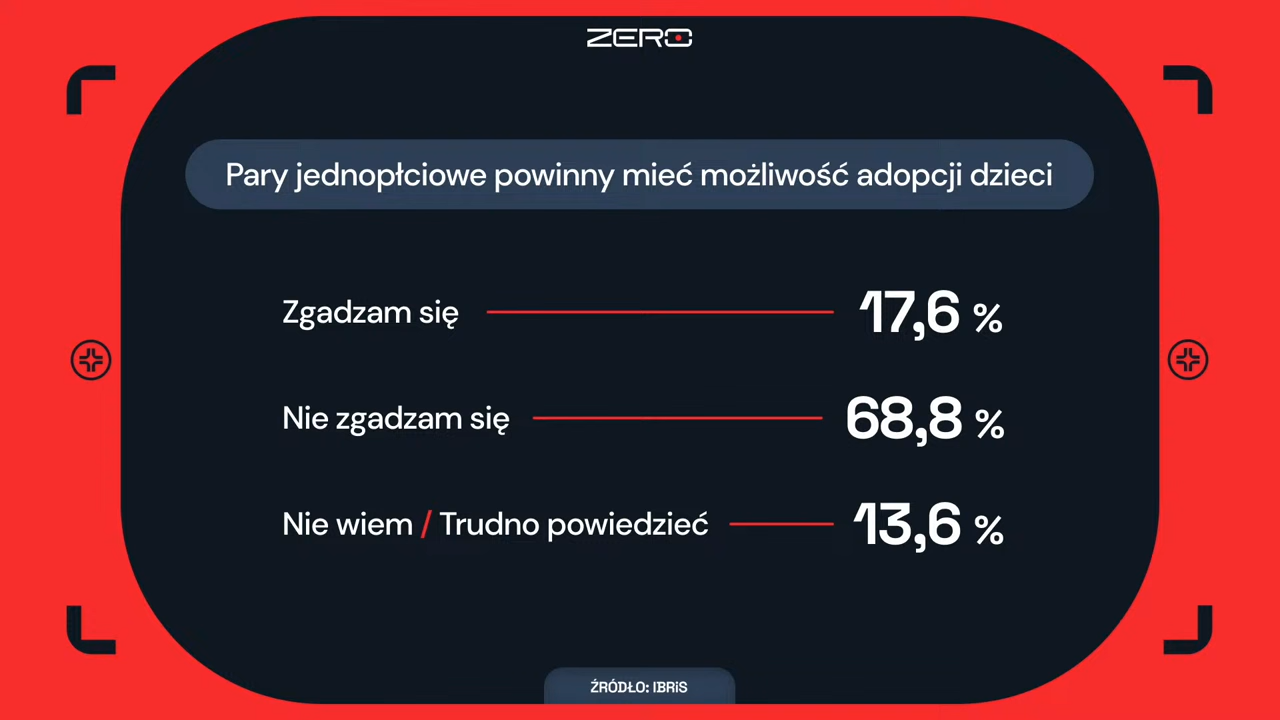 ZERO
Pary jednopłciowe powinny mieć możliwość adopcji dzieci
Zgadzam się 17,6 %
Nie zgadzam się 68,8 %
Nie wiem / Trudno powiedzieć 13,6 %
ŹRÓDŁO: IBRiS